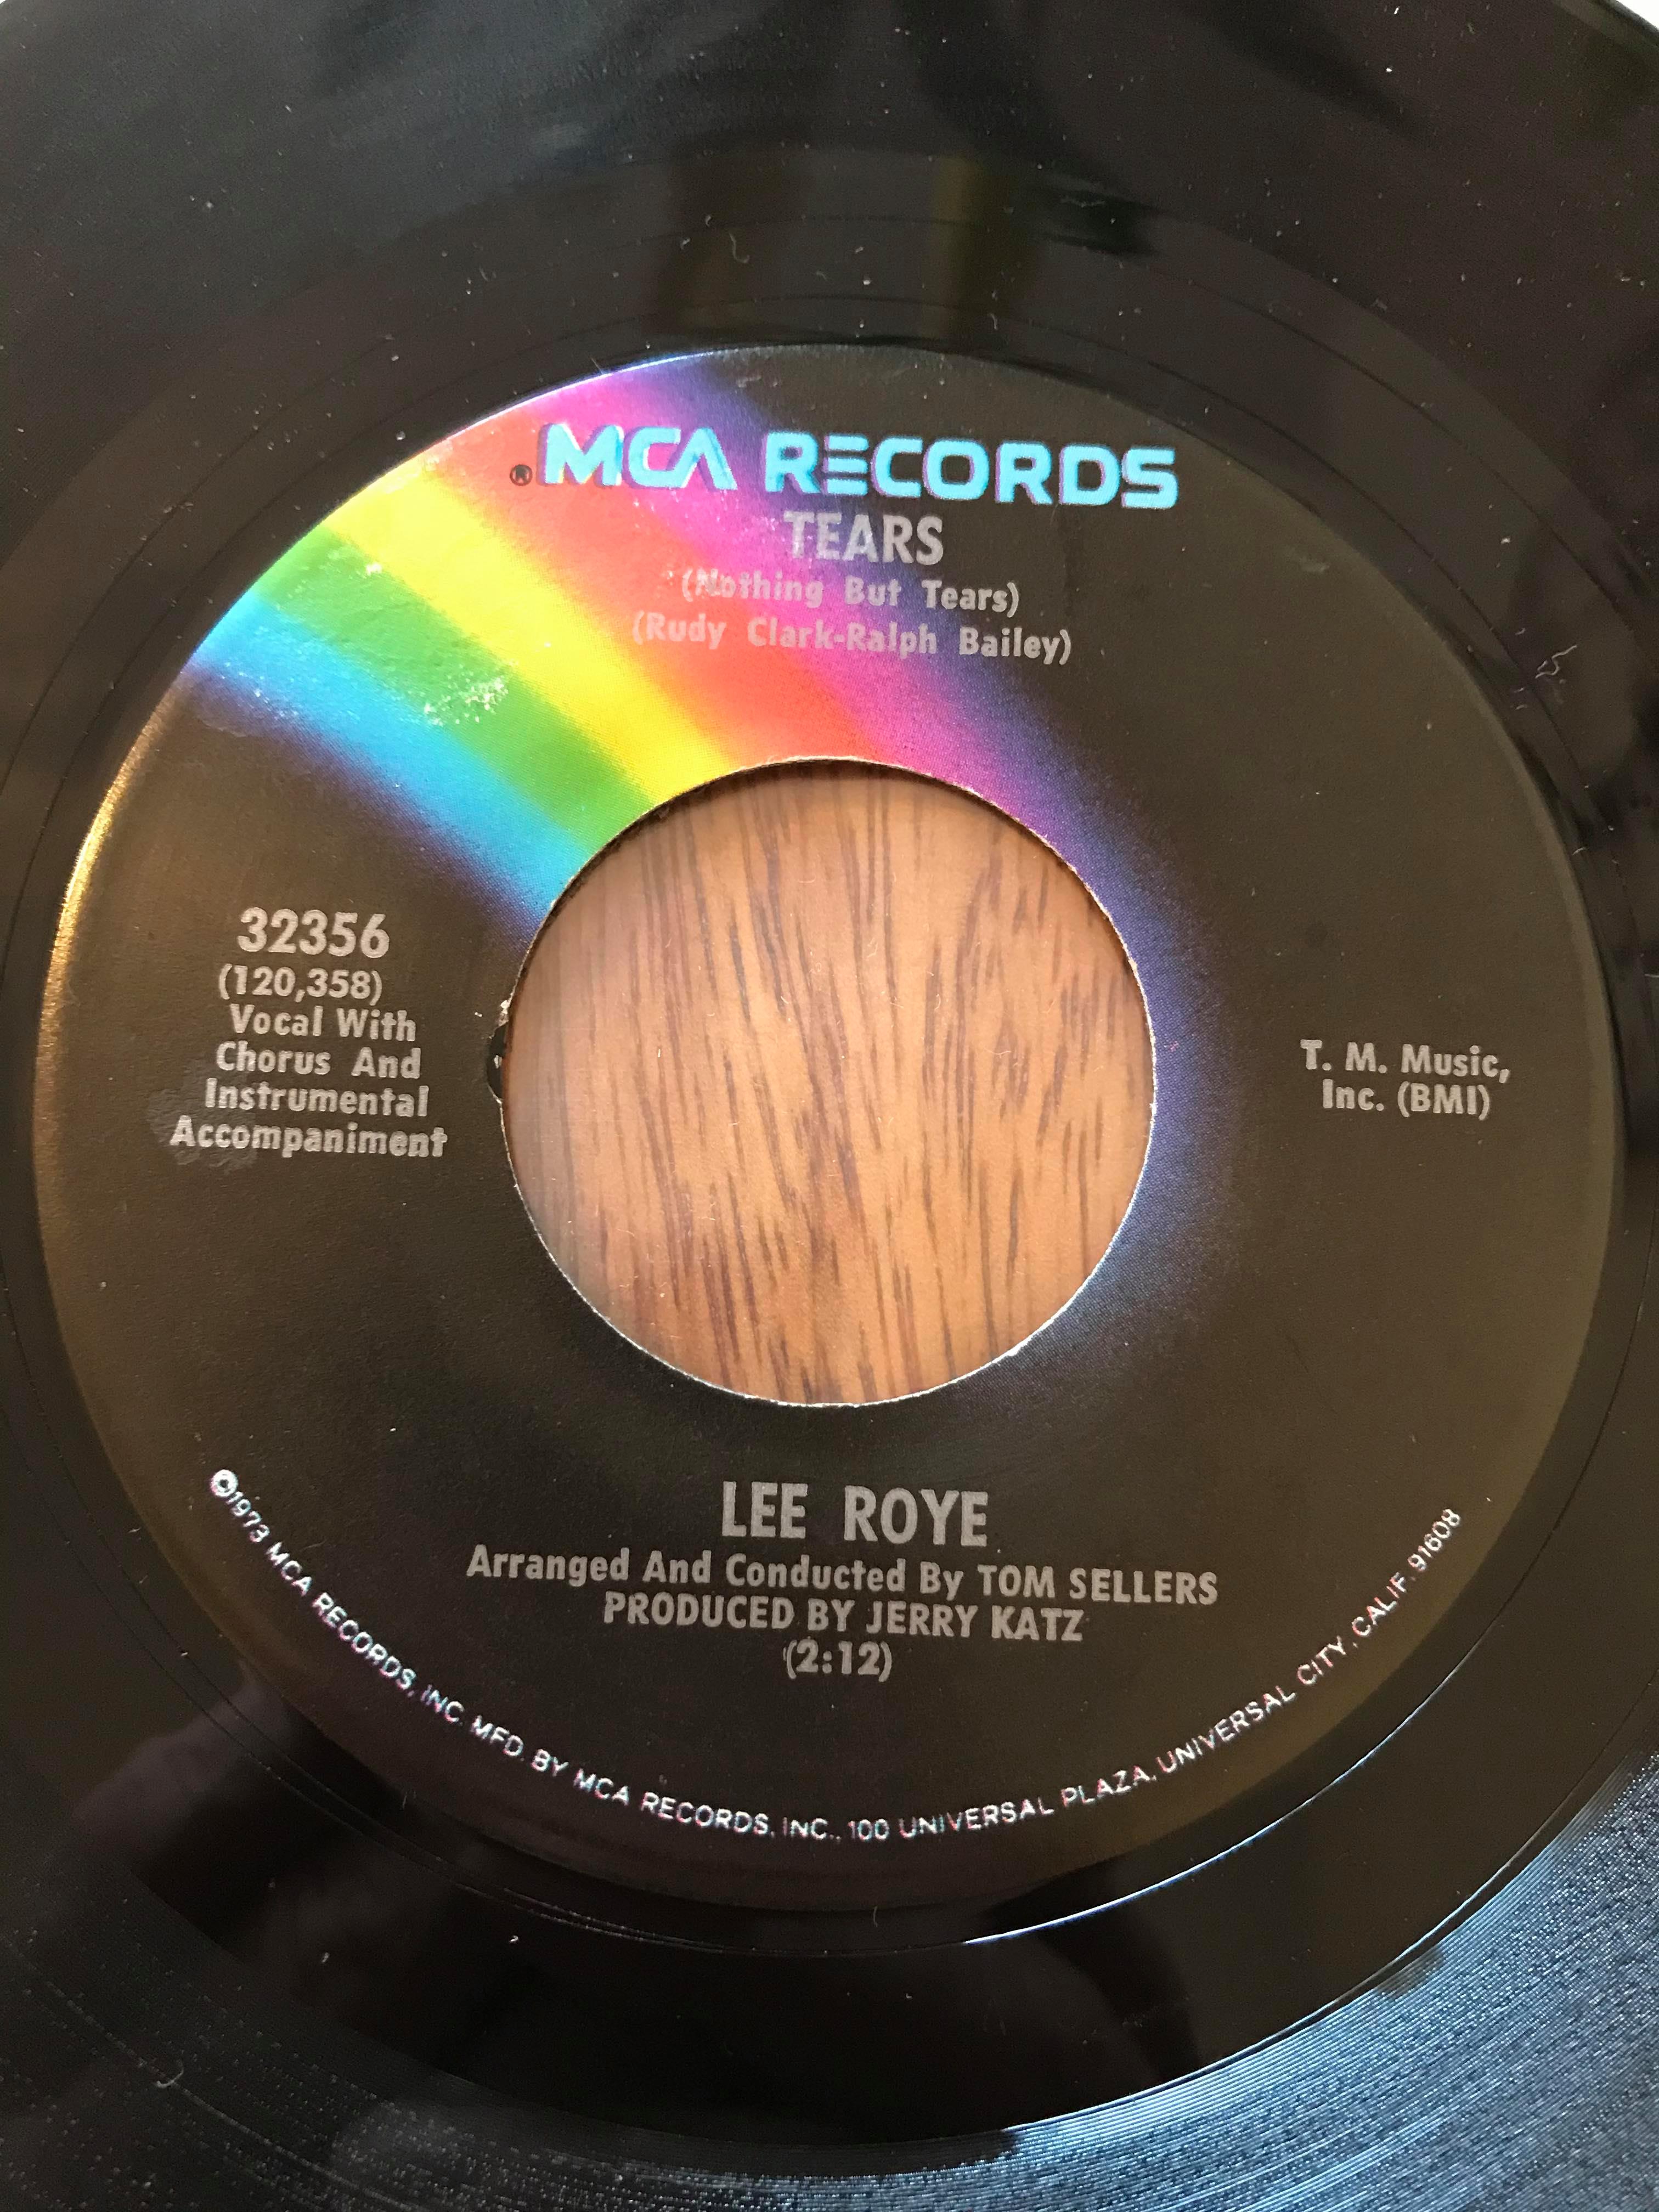 ® MCA RECORDS
TEARS
(Nothing But Tears)
(Rudy Clark-Ralph Bailey)
32356
(120,358)
Vocal With
Chorus And
Instrumental
Accompaniment
T. M. Music,
Inc. (BMI)
LEE ROYE
Arranged And Conducted By TOM SELLERS
PRODUCED BY JERRY KATZ
(2:12)
©1973 MCA RECORDS, INC. MFD. BY MCA RECORDS, INC., 100 UNIVERSAL PLAZA, UNIVERSAL CITY, CALIF. 91608